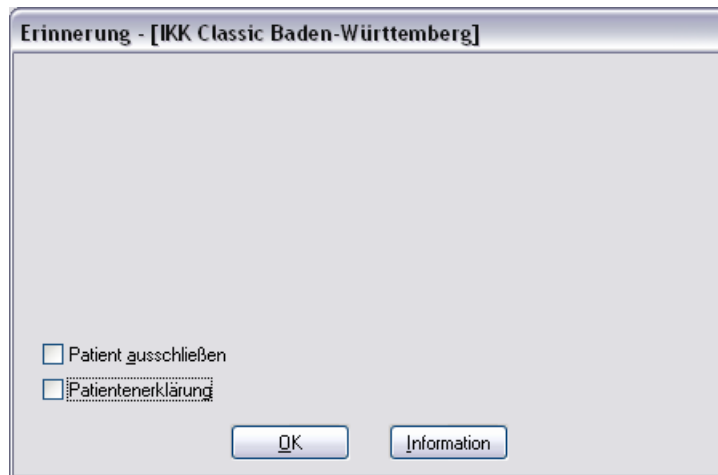 Erinnerung - [IKK Classic Baden-Württemberg]
Patient ausschließen
Patientenerklärung
OK
Information